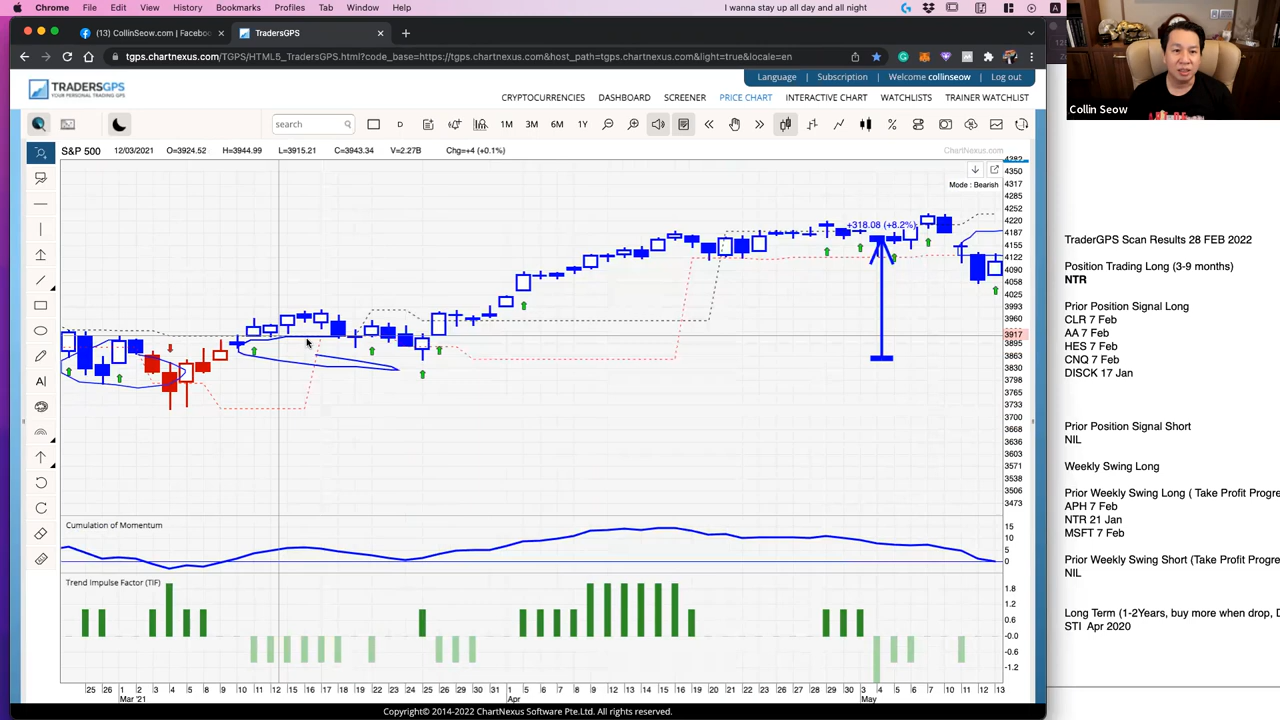 Chrome File Edit View History Bookmarks Profiles Tab Window Help I wanna stay up all day and all night
(13) CollinSeow.com | Faceboo
TradersGPS
tgps.chartnexus.com/TGPS/HTML5_TradersGPS.html?code_base=https://tgps.chartnexus.com&host_path=tgps.chartnexus.com&light=true&locale=en
Language Subscription Welcome collinseow Log out
TRADERSGPS
YOUR PERSONAL TRADING GPS
CRYPTOCURRENCIES DASHBOARD SCREENER PRICE CHART INTERACTIVE CHART WATCHLISTS TRAINER WATCHLIST
search D 1M 3M 6M 1Y
S&P 500 12/03/2021 O=3924.52 H=3944.99 L=3915.21 C=3943.34 V=2.27B Chg=+4 (+0.1%) ChartNexus.com
Mode : Bearish
+318.08 (+8.2%)
4282
4350
4317
4285
4252
4220
4187
4155
4122
4090
4058
4025
3993
3960
3917
3895
3863
3830
3798
3765
3733
3700
3668
3636
3603
3571
3538
3506
3473
Cumulation of Momentum
15
10
5
0
Trend Impulse Factor (TIF)
1.8
1.2
0.6
-0.0
-0.6
-1.2
25 26 1 2 3 4 5 8 9 10 11 12 15 16 17 18 19 22 23 24 25 26 29 30 31 1 5 6 7 8 9 12 13 14 15 16 19 20 21 22 23 26 27 28 29 30 3 4 5 6 7 10 11 12 13
Mar '21 Apr May
Copyright© 2014-2022 ChartNexus Software Pte.Ltd. All rights reserved.
Collin Seow
TraderGPS Scan Results 28 FEB 2022
Position Trading Long (3-9 months)
NTR
Prior Position Signal Long
CLR 7 Feb
AA 7 Feb
HES 7 Feb
CNQ 7 Feb
DISCK 17 Jan
Prior Position Signal Short
NIL
Weekly Swing Long
Prior Weekly Swing Long ( Take Profit Progre
APH 7 Feb
NTR 21 Jan
MSFT 7 Feb
Prior Weekly Swing Short (Take Profit Progre
NIL
Long Term (1-2Years, buy more when drop, D
STI Apr 2020